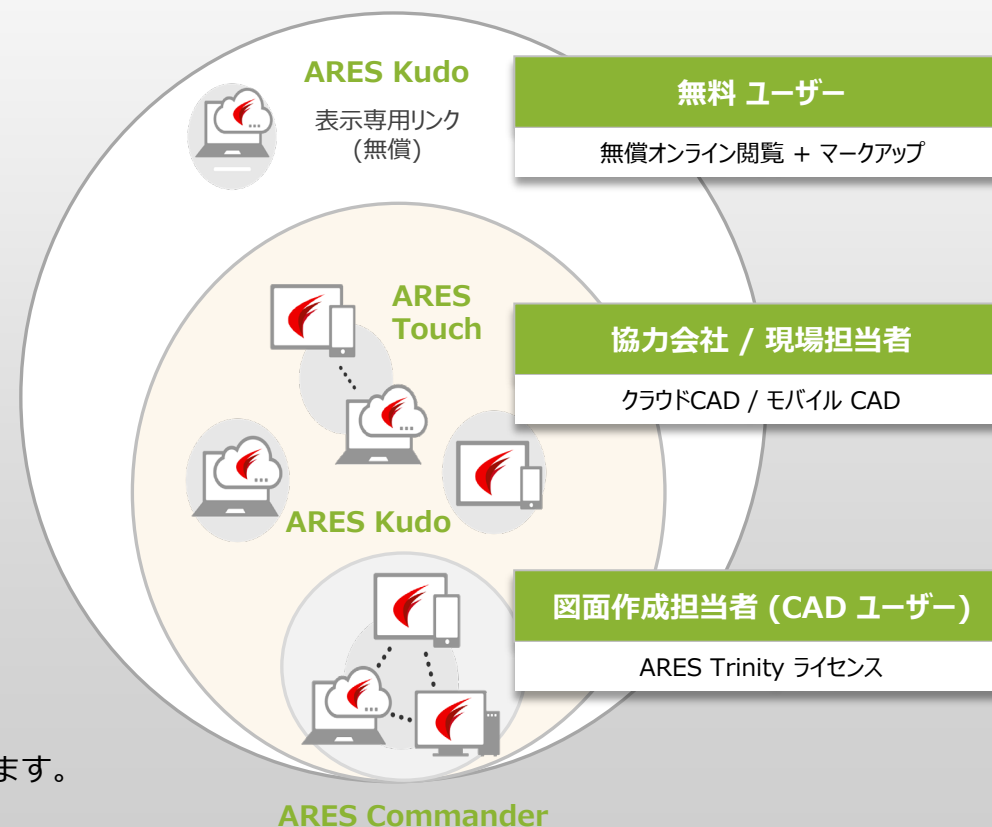 ARES Kudo
表示専用リンク
(無償)
無料 ユーザー
無償オンライン閲覧 + マークアップ
ARES
Touch
協力会社 / 現場担当者
クラウドCAD / モバイル CAD
ARES Kudo
図面作成担当者 (CAD ユーザー)
ARES Trinity ライセンス
ます。
ARES Commander